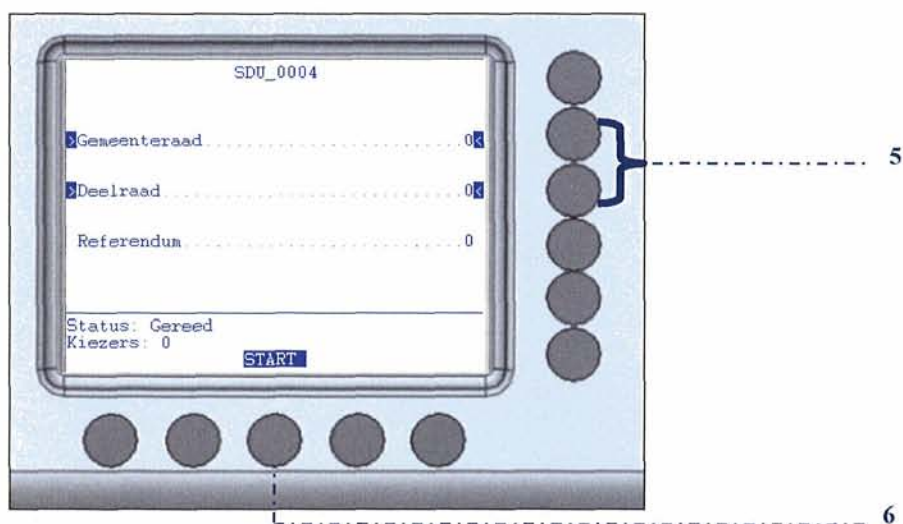 SDU_0004
>Gemeenteraad..............................0<
>Deelraad..................................0<
Referendum................................0
Status: Gereed
Kiezers: 0
START
5
6